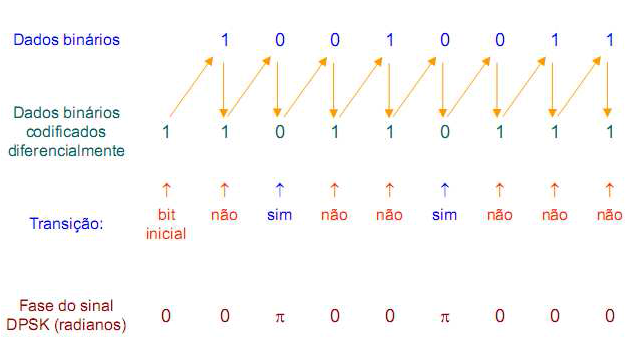 Dados binários 1 0 0 1 0 0 1 1
Dados binários
codificados
diferencialmente
1 1 0 1 1 0 1 1 1
Transição:
bit
inicial
não sim não não sim não não não
Fase do sinal
DPSK (radianos)
0 0 π 0 0 π 0 0 0